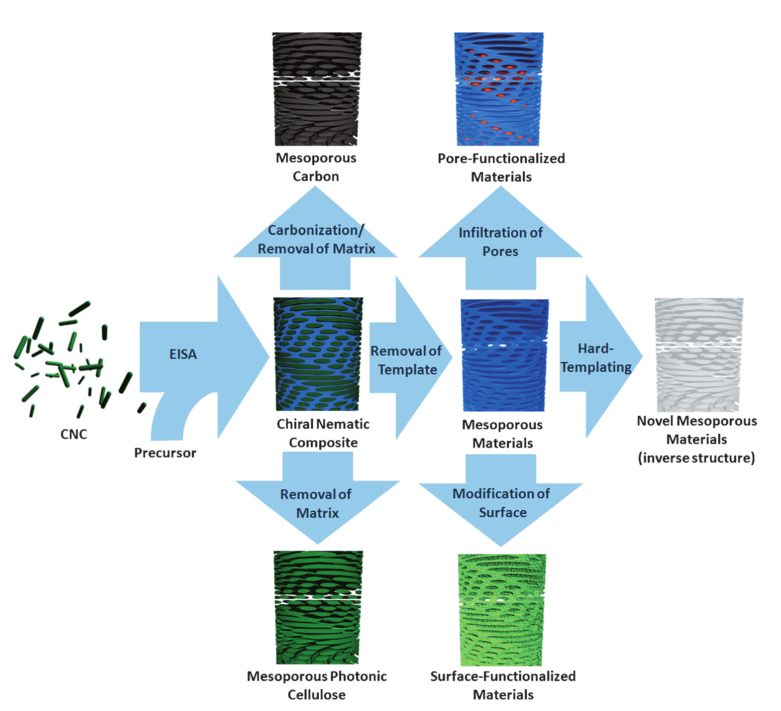 Mesoporous
Carbon
Pore-Functionalized
Materials
Carbonization/
Removal of Matrix
Infiltration of
Pores
CNC
EISA
Precursor
Chiral Nematic
Composite
Removal of
Template
Mesoporous
Materials
Hard-
Templating
Novel Mesoporous
Materials
(inverse structure)
Removal of
Matrix
Modification of
Surface
Mesoporous Photonic
Cellulose
Surface-Functionalized
Materials